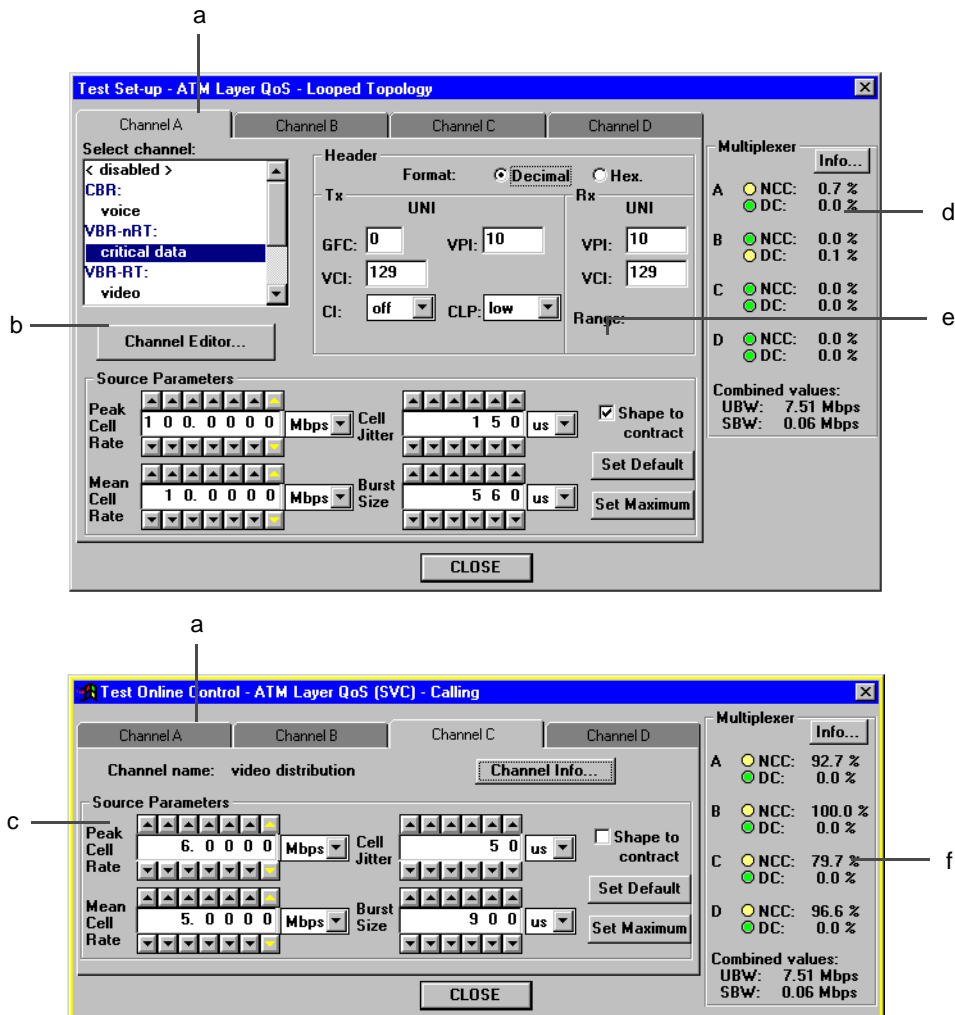 a
Test Set-up - ATM Layer QoS - Looped Topology
Channel A
Channel B
Channel C
Channel D
Select channel:
< disabled >
CBR:
voice
VBR-nRT:
critical data
VBR-RT:
video
b
Channel Editor...
Header
Format: Decimal Hex.
Tx
UNI
GFC: 0 VPI: 10
VCI: 129
CI: off CLP: low
Rx
UNI
VPI: 10
VCI: 129
Range:
e
Source Parameters
Peak Cell Rate 100.0000 Mbps
Cell Jitter 150 us
Mean Cell Rate 10.0000 Mbps
Burst Size 560 us
Shape to contract
Set Default
Set Maximum
Multiplexer
Info...
A NCC: 0.7 %
DC: 0.0 %
d
B NCC: 0.0 %
DC: 0.1 %
C NCC: 0.0 %
DC: 0.0 %
D NCC: 0.0 %
DC: 0.0 %
Combined values:
UBW: 7.51 Mbps
SBW: 0.06 Mbps
CLOSE
a
Test Online Control - ATM Layer QoS (SVC) - Calling
Channel A
Channel B
Channel C
Channel D
Channel name: video distribution
Channel Info...
c
Source Parameters
Peak Cell Rate 6.0000 Mbps
Cell Jitter 50 us
Mean Cell Rate 5.0000 Mbps
Burst Size 900 us
Shape to contract
Set Default
Set Maximum
Multiplexer
Info...
A NCC: 92.7 %
DC: 0.0 %
B NCC: 100.0 %
DC: 0.0 %
C NCC: 79.7 %
DC: 0.0 %
f
D NCC: 96.6 %
DC: 0.0 %
Combined values:
UBW: 7.51 Mbps
SBW: 0.06 Mbps
CLOSE